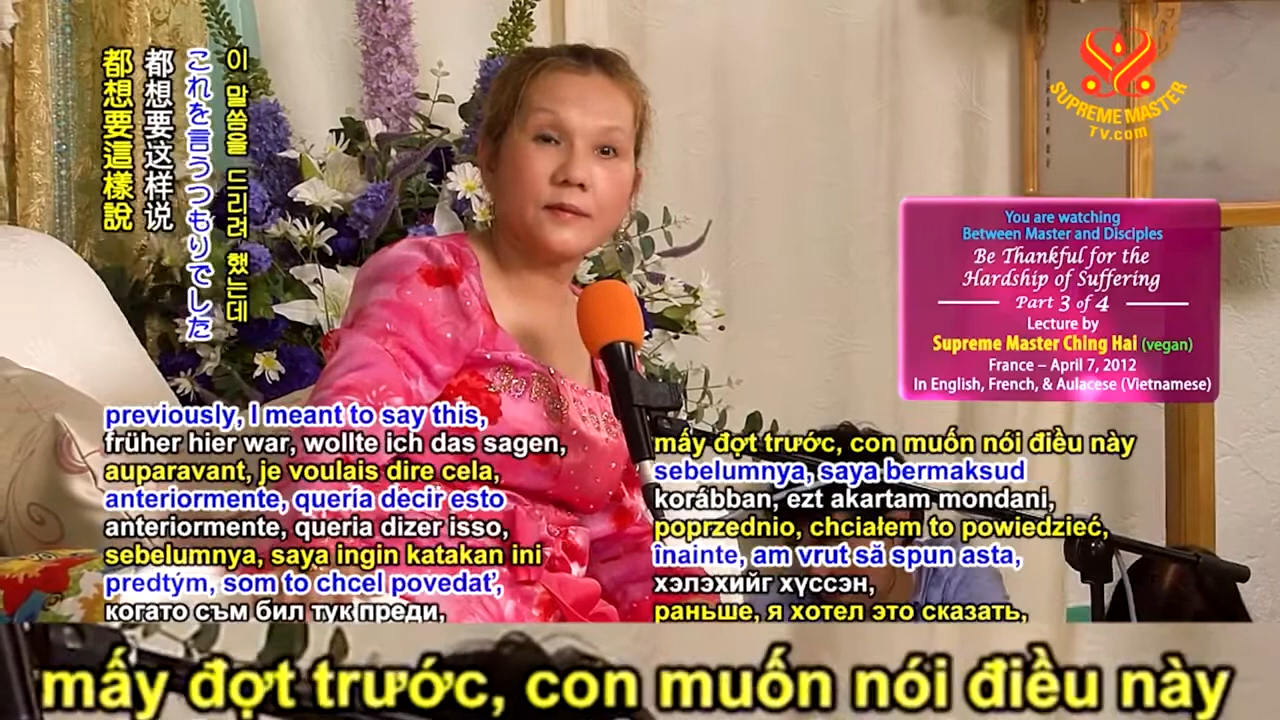 都想要這樣說
都想要这样说
これを言うつもりでした
이 말씀을 드리려 했는데
SUPREME MASTER
TV.com
You are watching
Between Master and Disciples
Be Thankful for the
Hardship of Suffering
Part 3 of 4
Lecture by
Supreme Master Ching Hai (vegan)
France – April 7, 2012
In English, French, & Aulacese (Vietnamese)
previously, I meant to say this,
früher hier war, wollte ich das sagen,
auparavant, je voulais dire cela,
anteriormente, quería decir esto
anteriormente, queria dizer isso,
sebelumnya, saya ingin katakan ini
predtým, som to chcel povedať,
когато съм бил тук преди,
mấy đợt trước, con muốn nói điều này
sebelumnya, saya bermaksud
korábban, ezt akartam mondani,
poprzednio, chciałem to powiedzieć,
înainte, am vrut să spun asta,
хэлэхийг хүссэн,
раньше, я хотел это сказать,
mấy đợt trước, con muốn nói điều này